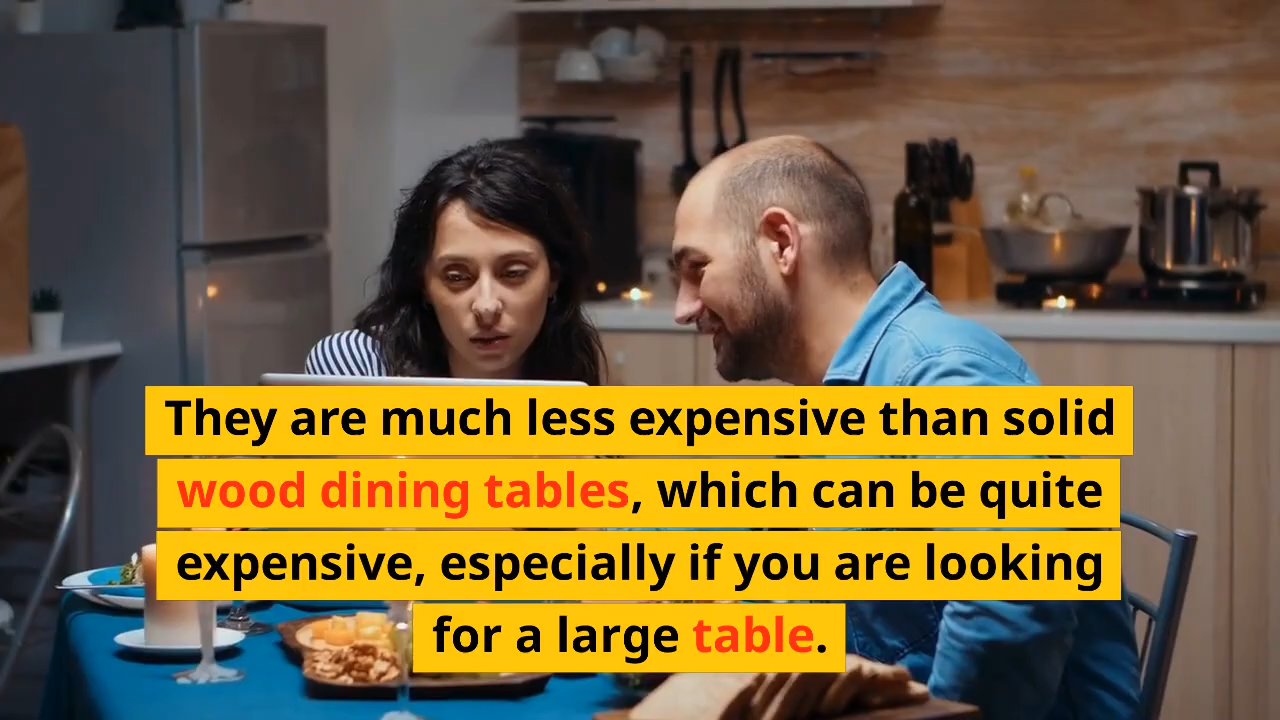 They are much less expensive than solid
wood dining tables, which can be quite
expensive, especially if you are looking
for a large table.